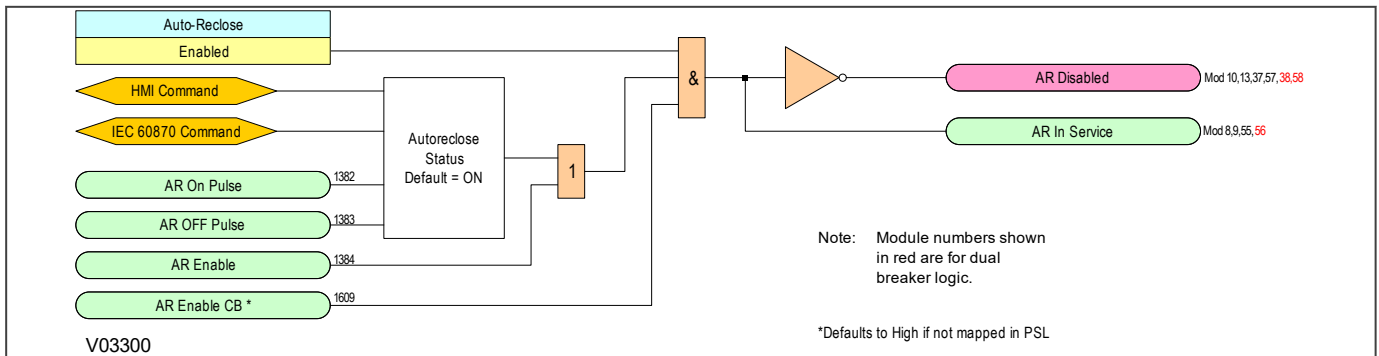 Auto-Reclose
Enabled
HMI Command
IEC 60870 Command
AR On Pulse
1382
AR OFF Pulse
1383
AR Enable
1384
AR Enable CB *
1609
Autoreclose
Status
Default = ON
1
&
AR Disabled
Mod 10,13,37,57, 38,58
AR In Service
Mod 8,9,55, 56
Note: Module numbers shown
in red are for dual
breaker logic.
*Defaults to High if not mapped in PSL
V03300